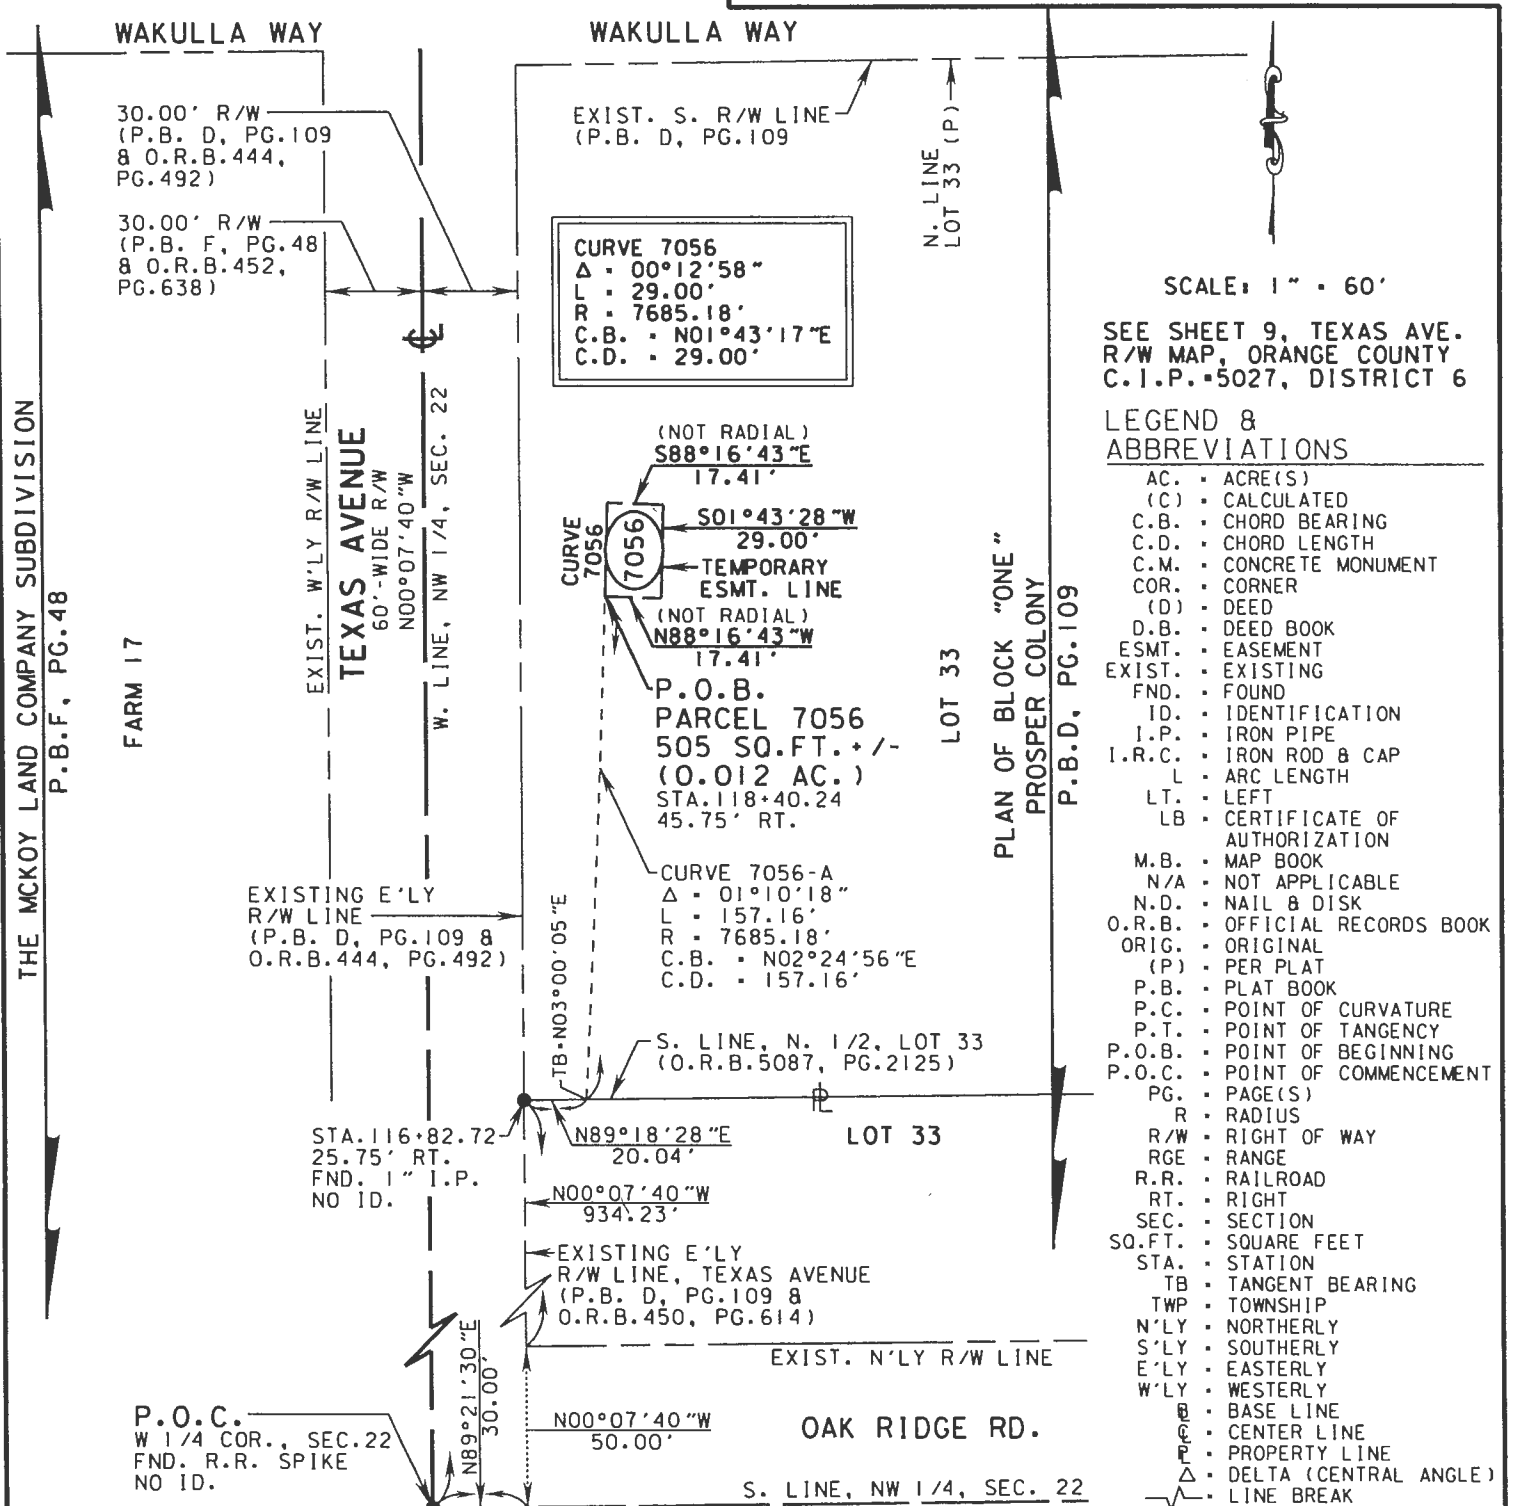 WAKULLA WAY
WAKULLA WAY
30.00' R/W
(P.B. D, PG.109
& O.R.B.444,
PG.492)
30.00' R/W
(P.B. F, PG.48
& O.R.B.452,
PG.638)
EXIST. S. R/W LINE
(P.B. D, PG.109
N. LINE
LOT 33 (P)
CURVE 7056
Δ = 00°12'58"
L = 29.00'
R = 7685.18'
C.B. = N01°43'17"E
C.D. = 29.00'
SCALE: 1" = 60'
SEE SHEET 9, TEXAS AVE.
R/W MAP, ORANGE COUNTY
C.I.P.#5027, DISTRICT 6
THE MCKOY LAND COMPANY SUBDIVISION
P.B.F, PG.48
FARM 17
EXIST. W'LY R/W LINE
TEXAS AVENUE
60'-WIDE R/W
N00°07'40"W
W. LINE, NW 1/4, SEC. 22
(NOT RADIAL)
S88°16'43"E
17.41'
S01°43'28"W
29.00'
CURVE
7056
7056
TEMPORARY
ESMT. LINE
(NOT RADIAL)
N88°16'43"W
17.41'
P.O.B.
PARCEL 7056
505 SQ.FT.+/-
(0.012 AC.)
STA.118+40.24
45.75' RT.
LOT 33
PLAN OF BLOCK "ONE"
PROSPER COLONY
P.B.D, PG.109
CURVE 7056-A
Δ = 01°10'18"
L = 157.16'
R = 7685.18'
C.B. = N02°24'56"E
C.D. = 157.16'
EXISTING E'LY
R/W LINE
(P.B. D, PG.109 &
O.R.B.444, PG.492)
TB=N03°00'05"E
S. LINE, N. 1/2, LOT 33
(O.R.B.5087, PG.2125)
PL
LOT 33
STA.116+82.72
25.75' RT.
FND. 1" I.P.
NO ID.
N89°18'28"E
20.04'
N00°07'40"W
934.23'
EXISTING E'LY
R/W LINE, TEXAS AVENUE
(P.B. D, PG.109 &
O.R.B.450, PG.614)
EXIST. N'LY R/W LINE
N89°21'30"E
30.00'
N00°07'40"W
50.00'
OAK RIDGE RD.
P.O.C.
W 1/4 COR., SEC.22
FND. R.R. SPIKE
NO ID.
S. LINE, NW 1/4, SEC. 22
LEGEND &
ABBREVIATIONS
AC. = ACRE(S)
(C) = CALCULATED
C.B. = CHORD BEARING
C.D. = CHORD LENGTH
C.M. = CONCRETE MONUMENT
COR. = CORNER
(D) = DEED
D.B. = DEED BOOK
ESMT. = EASEMENT
EXIST. = EXISTING
FND. = FOUND
ID. = IDENTIFICATION
I.P. = IRON PIPE
I.R.C. = IRON ROD & CAP
L = ARC LENGTH
LT. = LEFT
LB = CERTIFICATE OF
AUTHORIZATION
M.B. = MAP BOOK
N/A = NOT APPLICABLE
N.D. = NAIL & DISK
O.R.B. = OFFICIAL RECORDS BOOK
ORIG. = ORIGINAL
(P) = PER PLAT
P.B. = PLAT BOOK
P.C. = POINT OF CURVATURE
P.T. = POINT OF TANGENCY
P.O.B. = POINT OF BEGINNING
P.O.C. = POINT OF COMMENCEMENT
PG. = PAGE(S)
R = RADIUS
R/W = RIGHT OF WAY
RGE = RANGE
R.R. = RAILROAD
RT. = RIGHT
SEC. = SECTION
SQ.FT. = SQUARE FEET
STA. = STATION
TB = TANGENT BEARING
TWP = TOWNSHIP
N'LY = NORTHERLY
S'LY = SOUTHERLY
E'LY = EASTERLY
W'LY = WESTERLY
BL = BASE LINE
CL = CENTER LINE
PL = PROPERTY LINE
Δ = DELTA (CENTRAL ANGLE)
= LINE BREAK